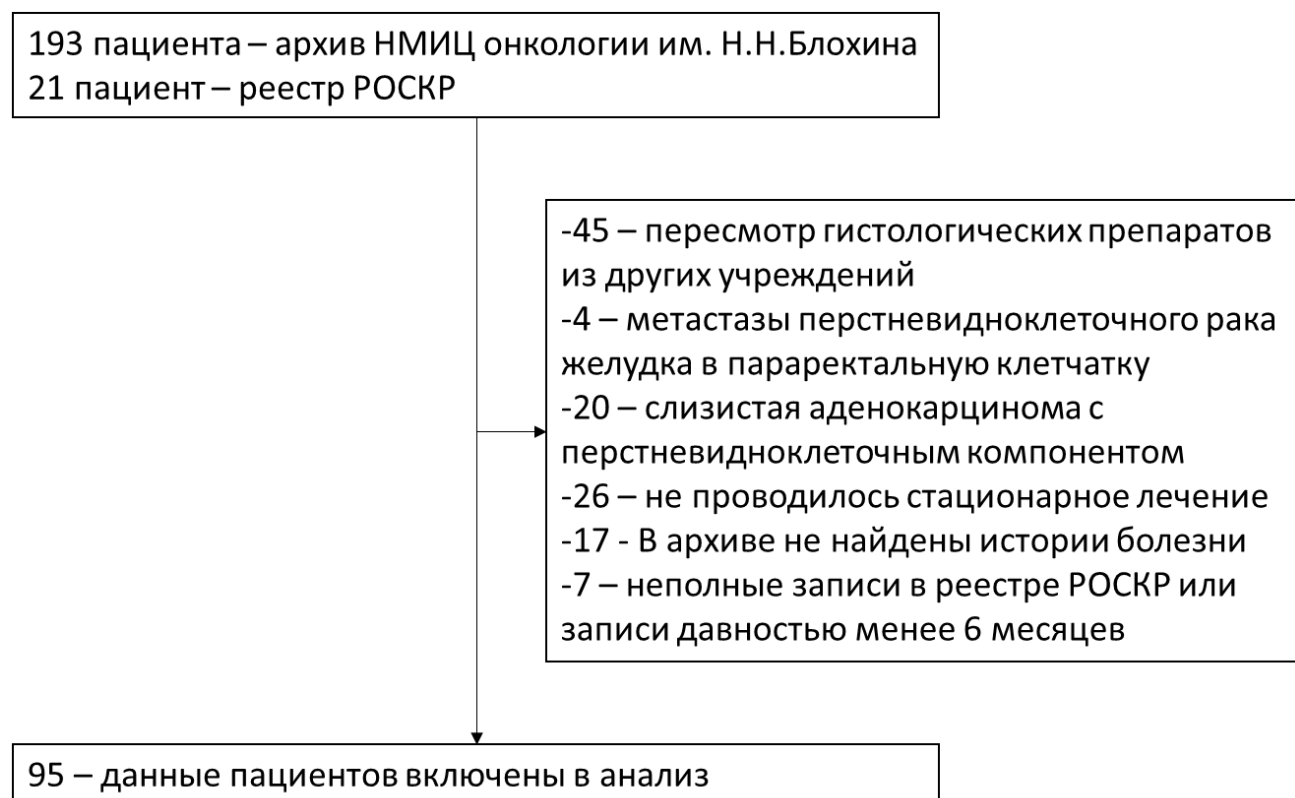 193 пациента – архив НМИЦ онкологии им. Н.Н.Блохина
21 пациент – реестр РОСКР
-45 – пересмотр гистологических препаратов
из других учреждений
-4 – метастазы перстневидноклеточного рака
желудка в параректальную клетчатку
-20 – слизистая аденокарцинома с
перстневидноклеточным компонентом
-26 – не проводилось стационарное лечение
-17 - В архиве не найдены истории болезни
-7 – неполные записи в реестре РОСКР или
записи давностью менее 6 месяцев
95 – данные пациентов включены в анализ